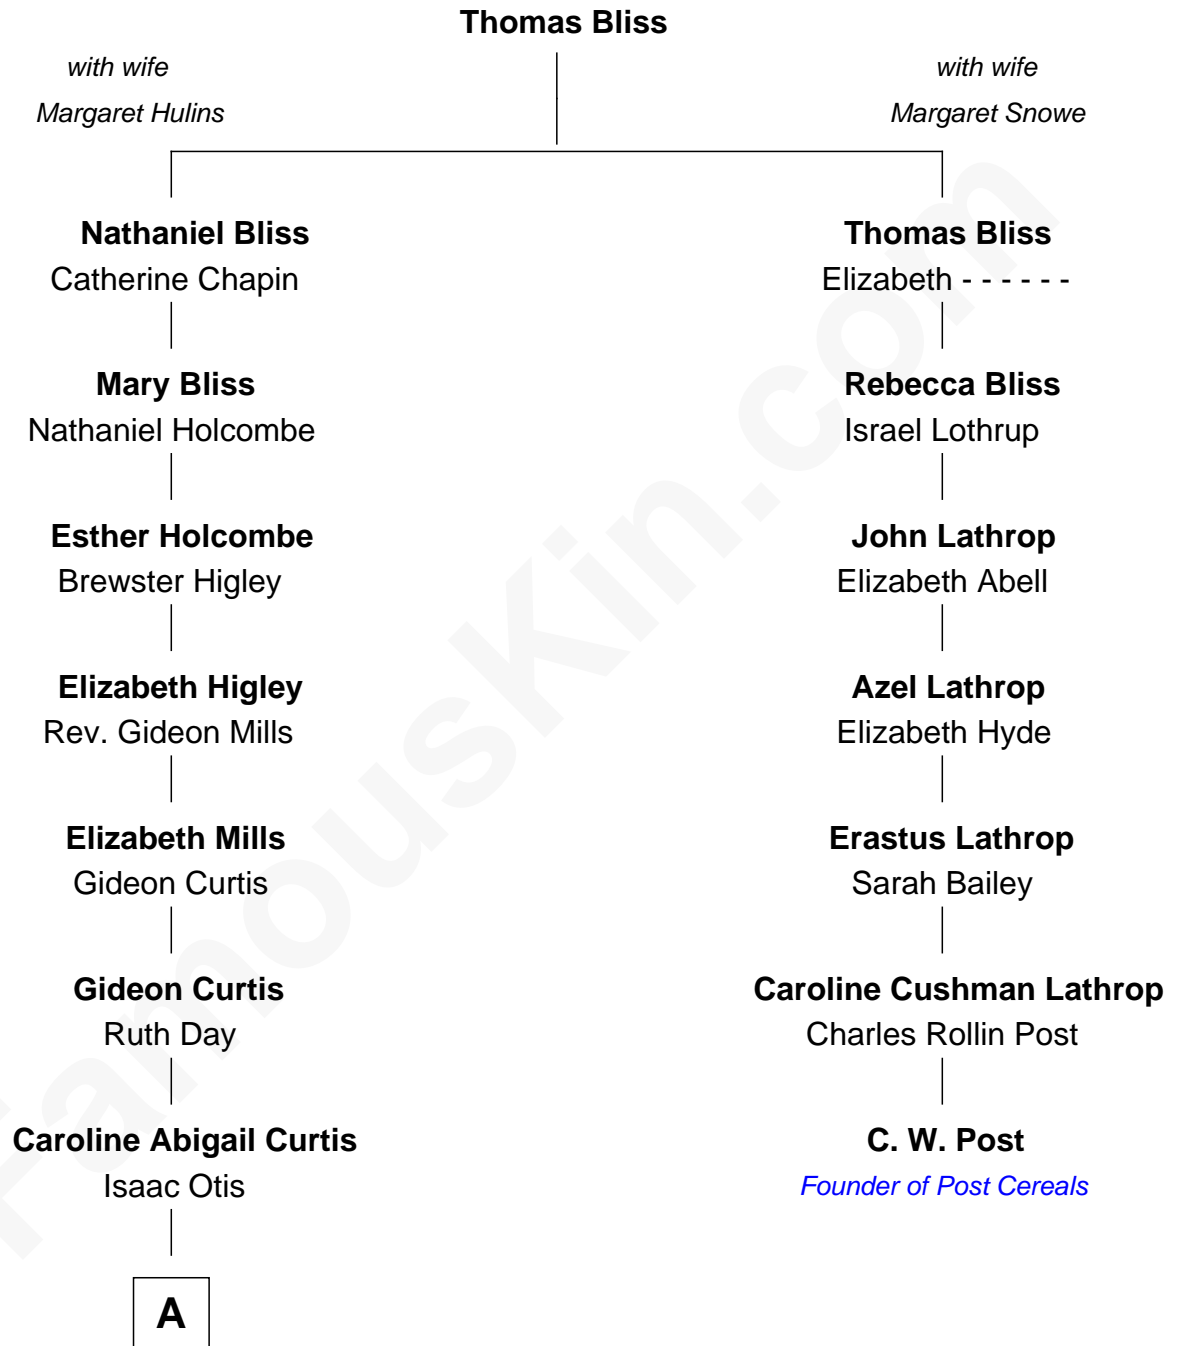 Thomas Bliss
with wife
Margaret Hulins
with wife
Margaret Snowe
Nathaniel Bliss
Catherine Chapin
Thomas Bliss
Elizabeth - - - - - -
Mary Bliss
Nathaniel Holcombe
Rebecca Bliss
Israel Lothrup
Esther Holcombe
Brewster Higley
John Lathrop
Elizabeth Abell
Elizabeth Higley
Rev. Gideon Mills
Azel Lathrop
Elizabeth Hyde
Elizabeth Mills
Gideon Curtis
Erastus Lathrop
Sarah Bailey
Gideon Curtis
Ruth Day
Caroline Cushman Lathrop
Charles Rollin Post
Caroline Abigail Curtis
Isaac Otis
C. W. Post
Founder of Post Cereals
A
FamousKin.com